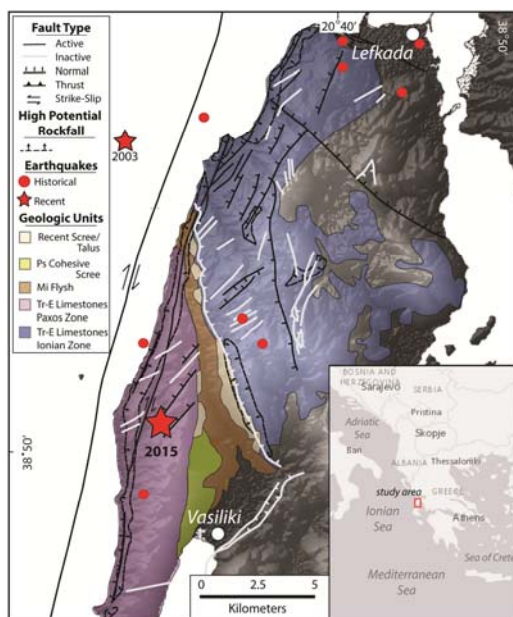 Fault Type
Active
Inactive
Normal
Thrust
Strike-Slip
High Potential
Rockfall
Earthquakes
Historical
Recent
Geologic Units
Recent Scree/
Talus
Ps Cohesive
Scree
Mi Flysh
Tr-E Limestones
Paxos Zone
Tr-E Limestones
Ionian Zone
20°40'
38°50'
Lefkada
2003
38°50'
2015
Vasiliki
0 2.5 5
Kilometers
BOSNIA AND
HERZEGOVINA
Sarajevo
SERBIA
Pristina
Adriatic
Sea
Skopje
Bari
ALBANIA
Thessaloniki
study area
GREECE
Ionian
Sea
Athens
Sea of Crete
Mediterranean
Sea